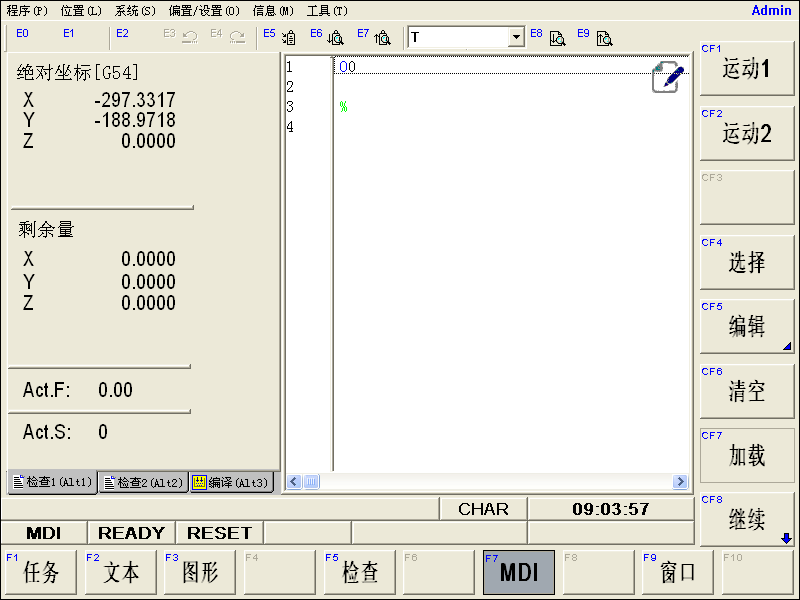 程序(P) 位置(L) 系统(S) 偏置/设置(O) 信息(M) 工具(T) Admin
E0 E1 E2 E3 E4 E5 E6 E7 T E8 E9
绝对坐标[G54]
X -297.3317
Y -188.9718
Z 0.0000
剩余量
X 0.0000
Y 0.0000
Z 0.0000
Act.F: 0.00
Act.S: 0
检查1(Alt1) 检查2(Alt2) 编译(Alt3)
1 O0
2
3 %
4
CF1 运动1
CF2 运动2
CF3
CF4 选择
CF5 编辑
CF6 清空
CF7 加载
CF8 继续
CHAR 09:03:57
MDI READY RESET
F1 任务 F2 文本 F3 图形 F4 F5 检查 F6 F7 MDI F8 F9 窗口 F10